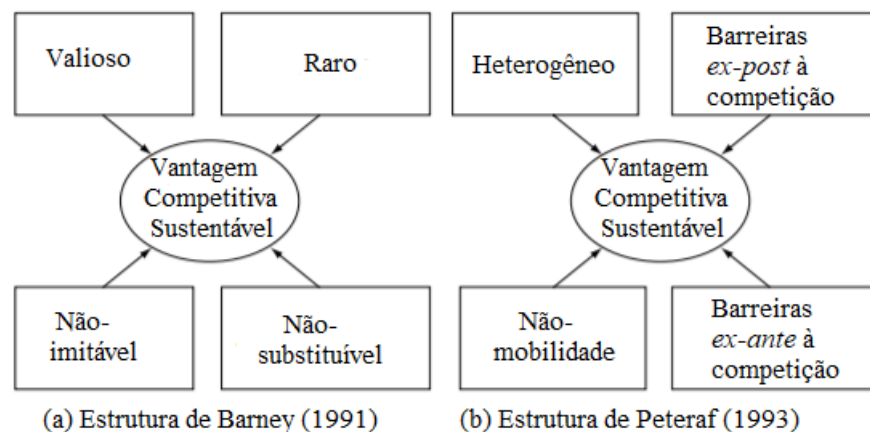 Valioso
Raro
Vantagem
Competitiva
Sustentável
Não-
imitável
Não-
substituível
(a) Estrutura de Barney (1991)
Heterogêneo
Barreiras
ex-post à
competição
Vantagem
Competitiva
Sustentável
Não-
mobilidade
Barreiras
ex-ante à
competição
(b) Estrutura de Peteraf (1993)